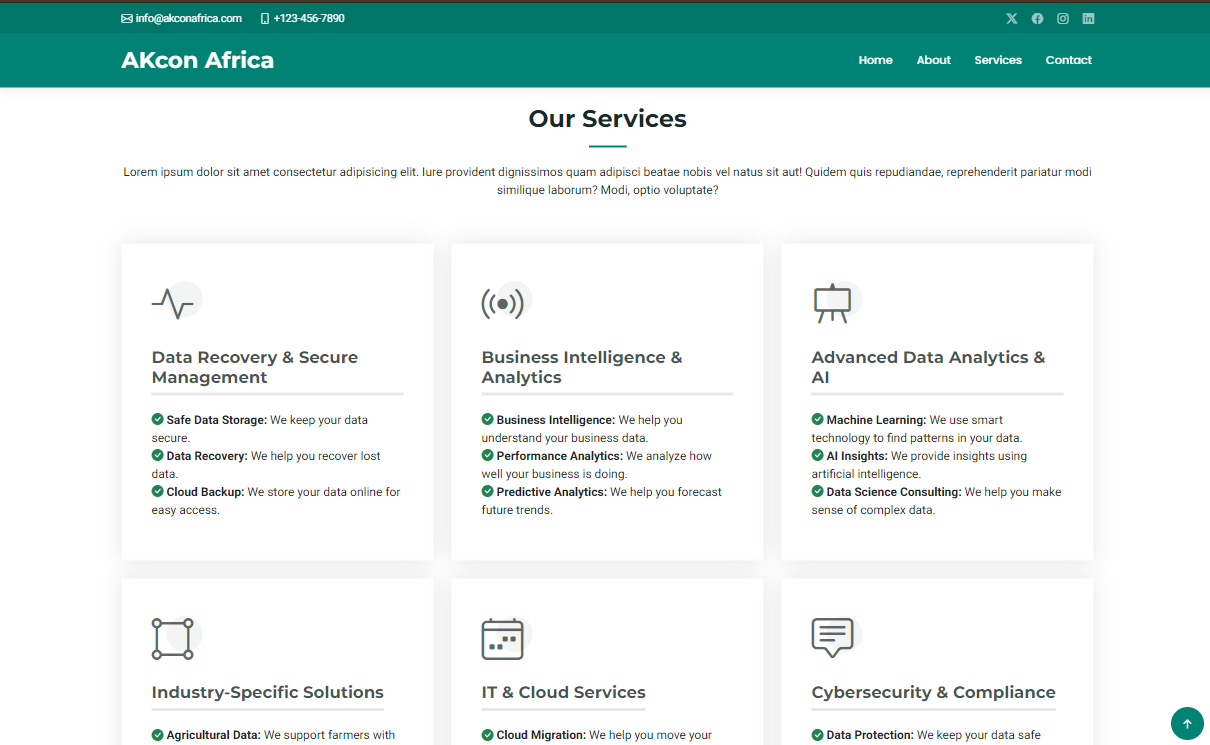 info@akconafrica.com +123-456-7890
AKcon Africa
Home About Services Contact
Our Services
Lorem ipsum dolor sit amet consectetur adipisicing elit. Iure provident dignissimos quam adipisci beatae nobis vel natus sit aut! Quidem quis repudiandae, reprehenderit pariatur modi
similique laborum? Modi, optio voluptate?
Data Recovery & Secure
Management
Safe Data Storage: We keep your data
secure.
Data Recovery: We help you recover lost
data.
Cloud Backup: We store your data online for
easy access.
Business Intelligence &
Analytics
Business Intelligence: We help you
understand your business data.
Performance Analytics: We analyze how
well your business is doing.
Predictive Analytics: We help you forecast
future trends.
Advanced Data Analytics &
AI
Machine Learning: We use smart
technology to find patterns in your data.
AI Insights: We provide insights using
artificial intelligence.
Data Science Consulting: We help you make
sense of complex data.
Industry-Specific Solutions
Agricultural Data: We support farmers with
IT & Cloud Services
Cloud Migration: We help you move your
Cybersecurity & Compliance
Data Protection: We keep your data safe